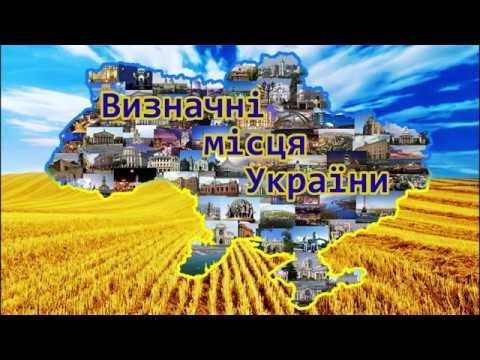 Визначні
місця
України